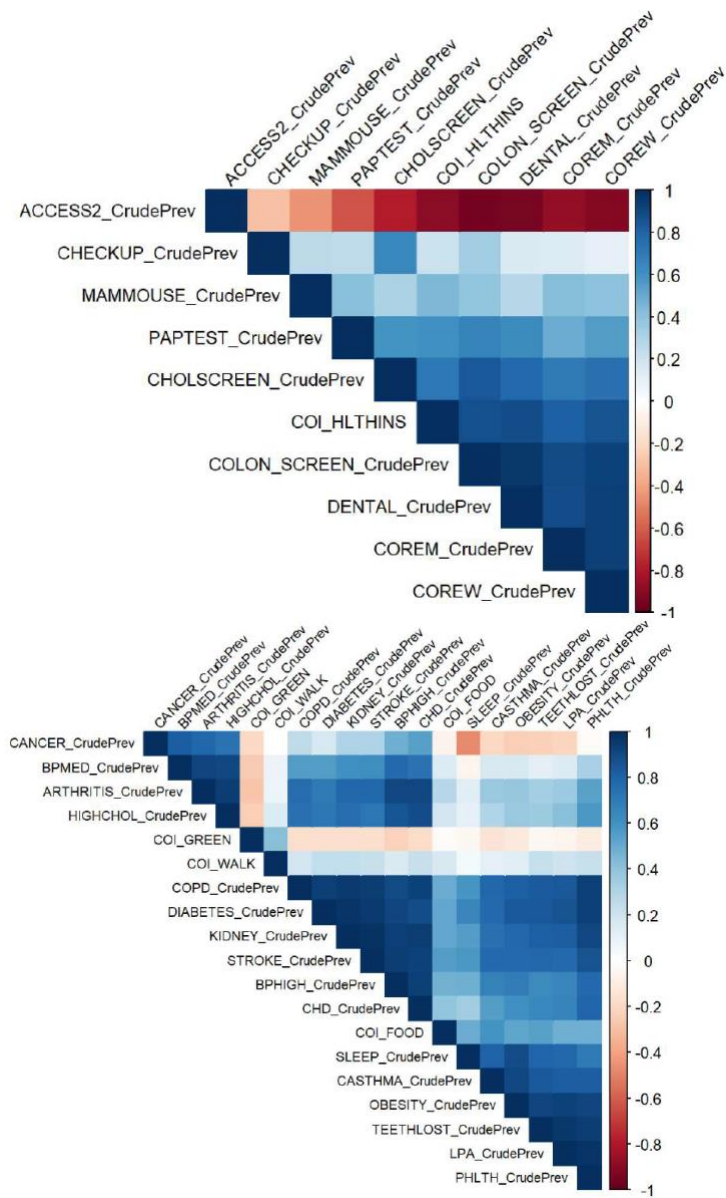 ACCESS2_CrudePrev
CHECKUP_CrudePrev
MAMMOUSE_CrudePrev
PAPTEST_CrudePrev
CHOLSCREEN_CrudePrev
COI_HLTHINS
COLON_SCREEN_CrudePrev
DENTAL_CrudePrev
COREM_CrudePrev
COREW_CrudePrev
ACCESS2_CrudePrev
CHECKUP_CrudePrev
MAMMOUSE_CrudePrev
PAPTEST_CrudePrev
CHOLSCREEN_CrudePrev
COI_HLTHINS
COLON_SCREEN_CrudePrev
DENTAL_CrudePrev
COREM_CrudePrev
COREW_CrudePrev
1
0.8
0.6
0.4
0.2
0
-0.2
-0.4
-0.6
-0.8
-1
CANCER_CrudePrev
BPMED_CrudePrev
ARTHRITIS_CrudePrev
HIGHCHOL_CrudePrev
COI_GREEN
COI_WALK
COPD_CrudePrev
DIABETES_CrudePrev
KIDNEY_CrudePrev
STROKE_CrudePrev
BPHIGH_CrudePrev
CHD_CrudePrev
COI_FOOD
SLEEP_CrudePrev
CASTHMA_CrudePrev
OBESITY_CrudePrev
TEETHLOST_CrudePrev
LPA_CrudePrev
PHLTH_CrudePrev
CANCER_CrudePrev
BPMED_CrudePrev
ARTHRITIS_CrudePrev
HIGHCHOL_CrudePrev
COI_GREEN
COI_WALK
COPD_CrudePrev
DIABETES_CrudePrev
KIDNEY_CrudePrev
STROKE_CrudePrev
BPHIGH_CrudePrev
CHD_CrudePrev
COI_FOOD
SLEEP_CrudePrev
CASTHMA_CrudePrev
OBESITY_CrudePrev
TEETHLOST_CrudePrev
LPA_CrudePrev
PHLTH_CrudePrev
1
0.8
0.6
0.4
0.2
0
-0.2
-0.4
-0.6
-0.8
-1